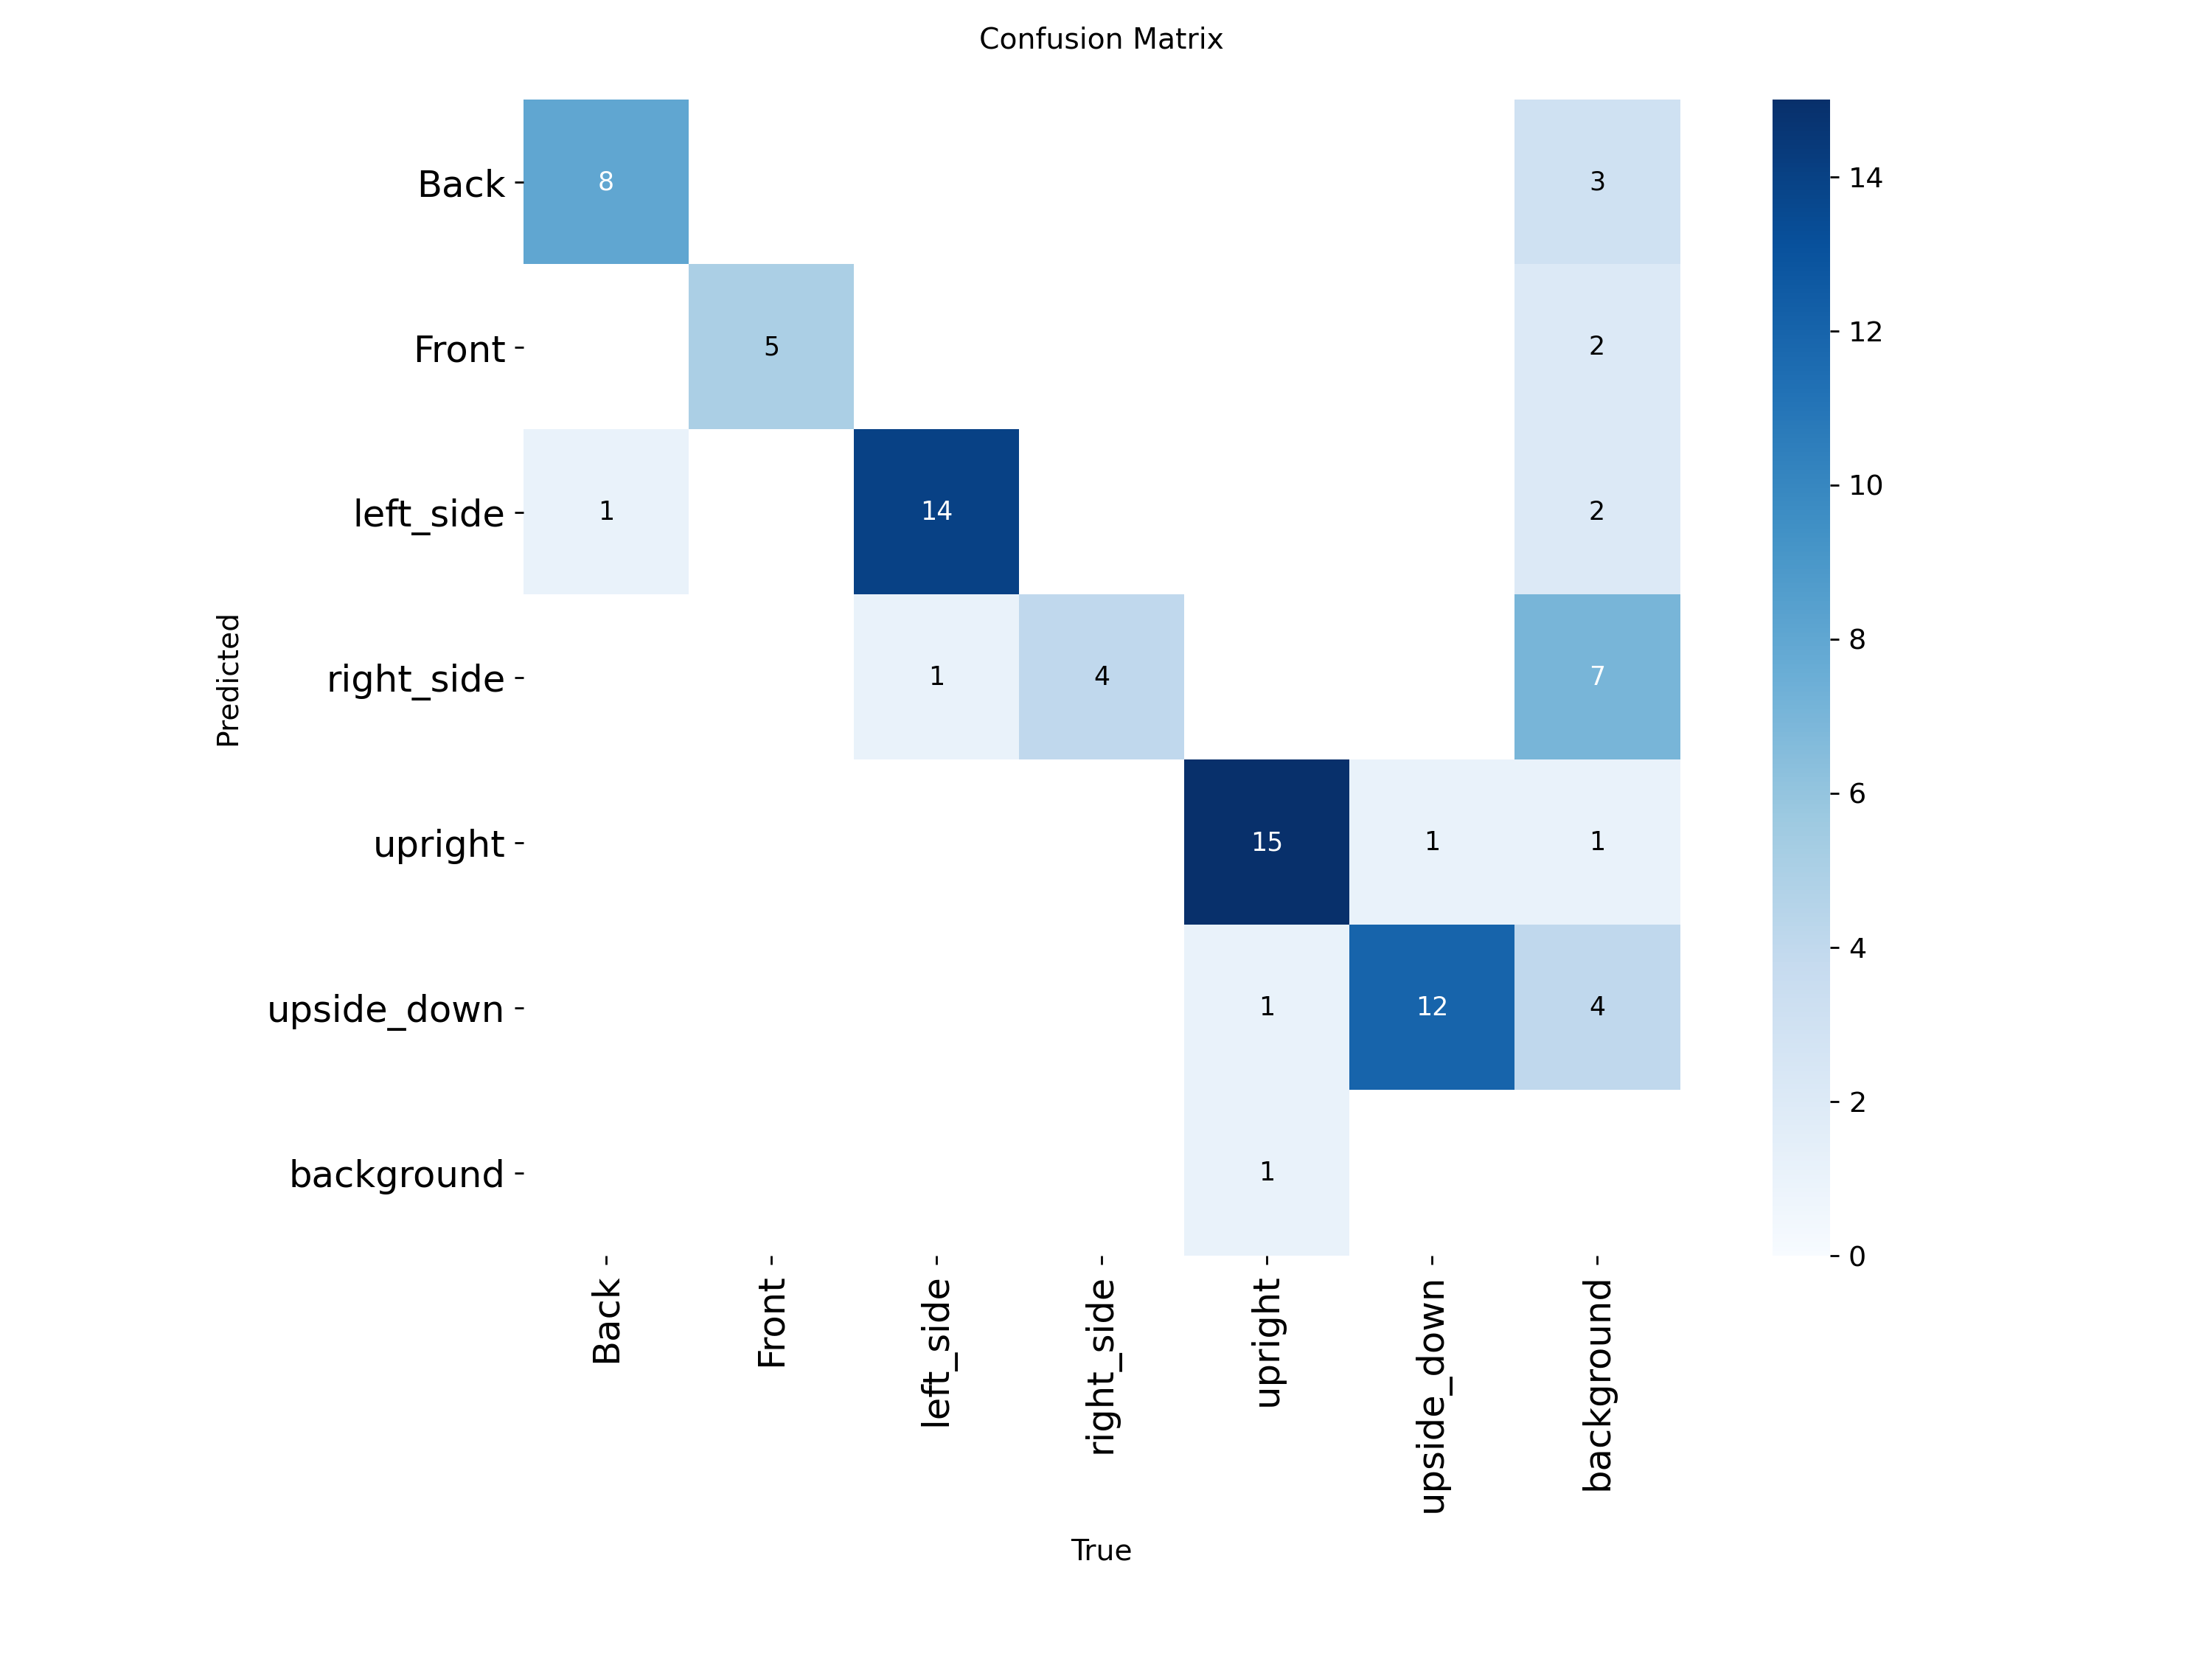 Confusion Matrix
Back
8
3
14
Front
5
2
12
left_side
1
14
2
10
Predicted
right_side
1
4
7
8
upright
15
1
1
6
upside_down
1
12
4
4
background
1
2
0
Back
Front
left_side
right_side
upright
upside_down
background
True